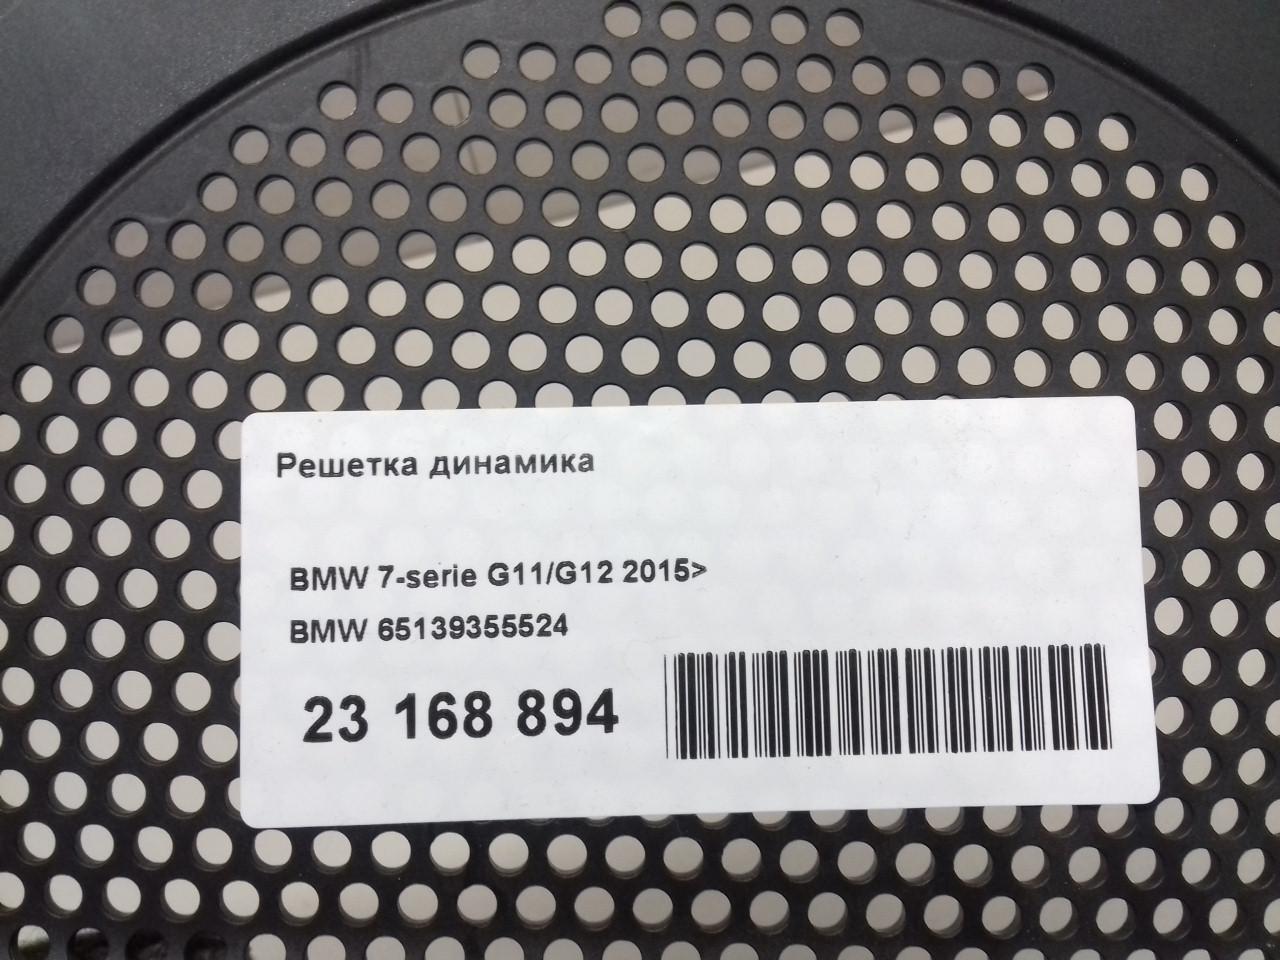 Решетка динамика
BMW 7-serie G11/G12 2015>
BMW 65139355524
23 168 894